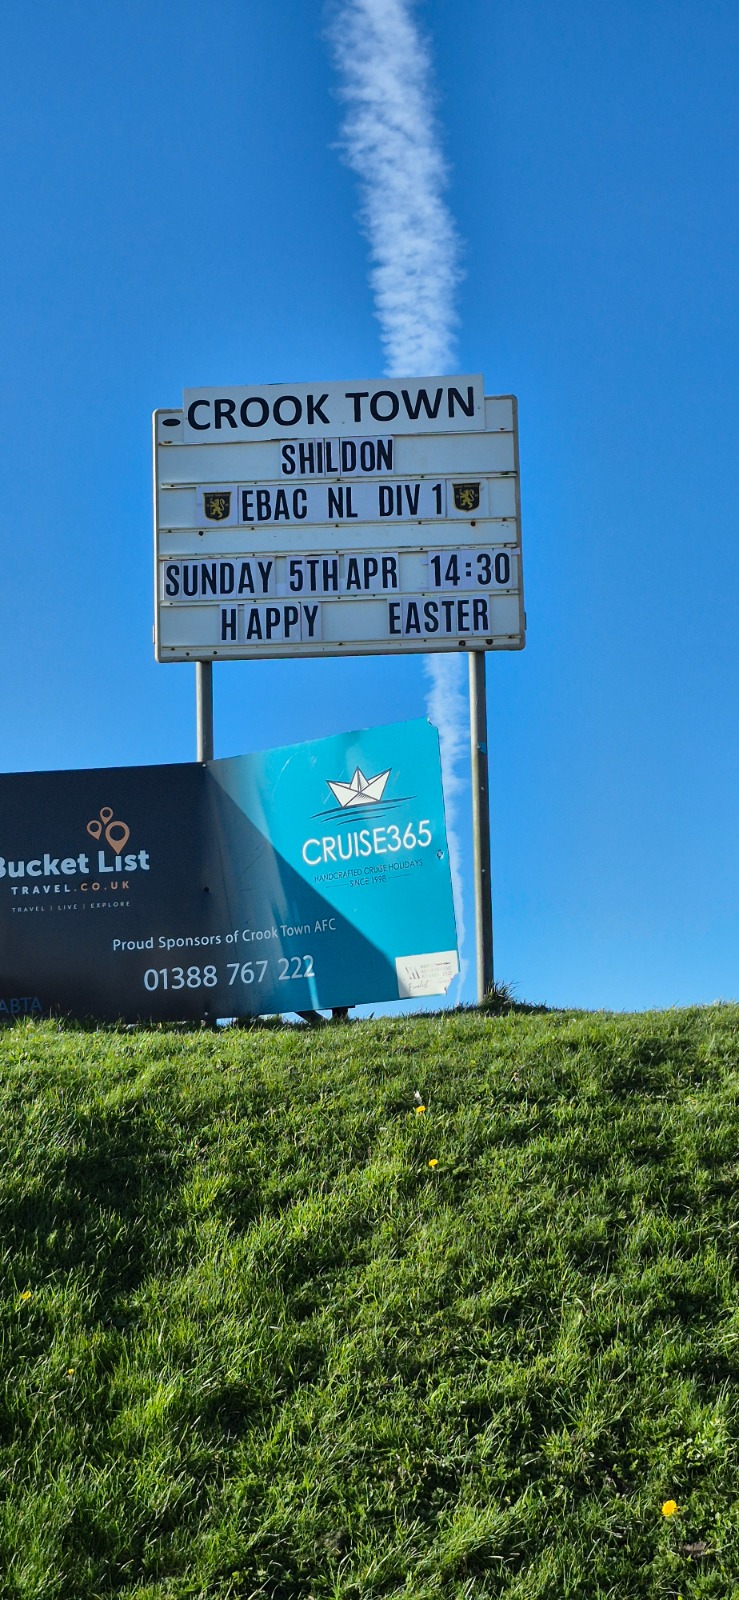 CROOK TOWN
SHILDON
EBAC NL DIV 1
SUNDAY 5TH APR 14:30
HAPPY EASTER
Bucket List
TRAVEL.CO.UK
TRAVEL | LIVE | EXPLORE
CRUISE365
HANDCRAFTED CRUISE HOLIDAYS
SINCE 1998
Proud Sponsors of Crook Town AFC
01388 767 222
ABTA